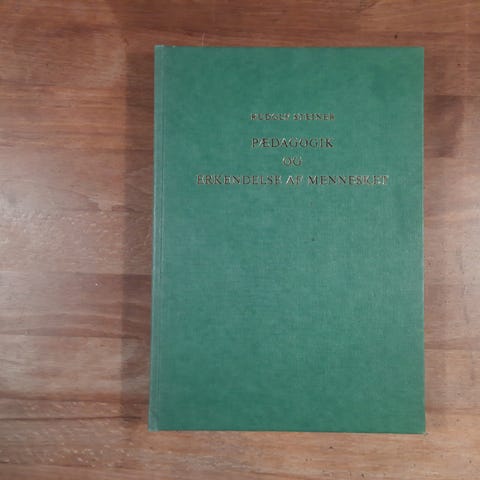 RUDOLF STEINER
PÆDAGOGIK
OG
ERKENDELSE AF MENNESKET